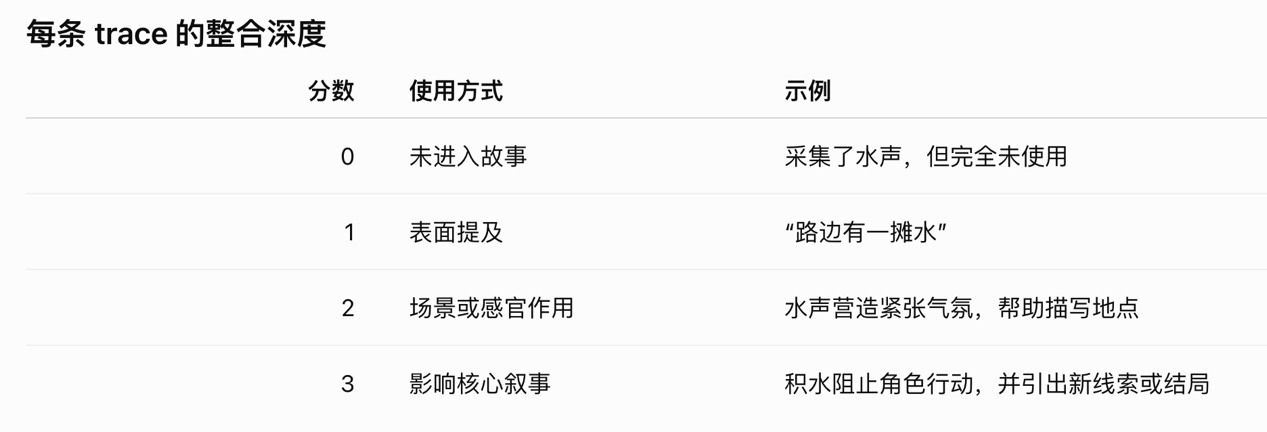 每条 trace 的整合深度
分数 使用方式 示例
0 未进入故事 采集了水声，但完全未使用
1 表面提及 “路边有一摊水”
2 场景或感官作用 水声营造紧张气氛，帮助描写地点
3 影响核心叙事 积水阻止角色行动，并引出新线索或结局